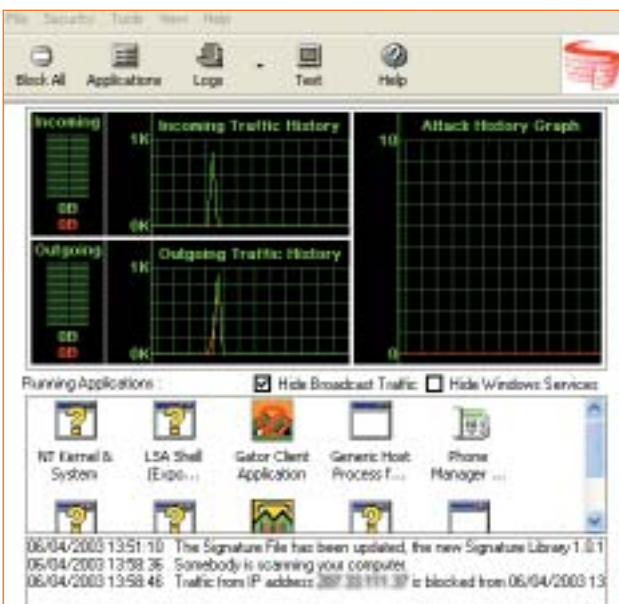 File Security Tools View Help
Block All Applications Logs Test Help
Incoming
Incoming Traffic History
Attack History Graph
1K
10
0B
0B
0K
Outgoing
Outgoing Traffic History
1K
0B
0B
0K
0
Running Applications : Hide Broadcast Traffic Hide Windows Services
NT Kernel & System
LSA Shell (Expo...
Gator Client Application
Generic Host Process f...
Phone Manager ...
06/04/2003 13:51:10 The Signature File has been updated, the new Signature Library 1.0.1
06/04/2003 13:58:36 Somebody is scanning your computer.
06/04/2003 13:58:46 Traffic from IP address is blocked from 06/04/2003 13